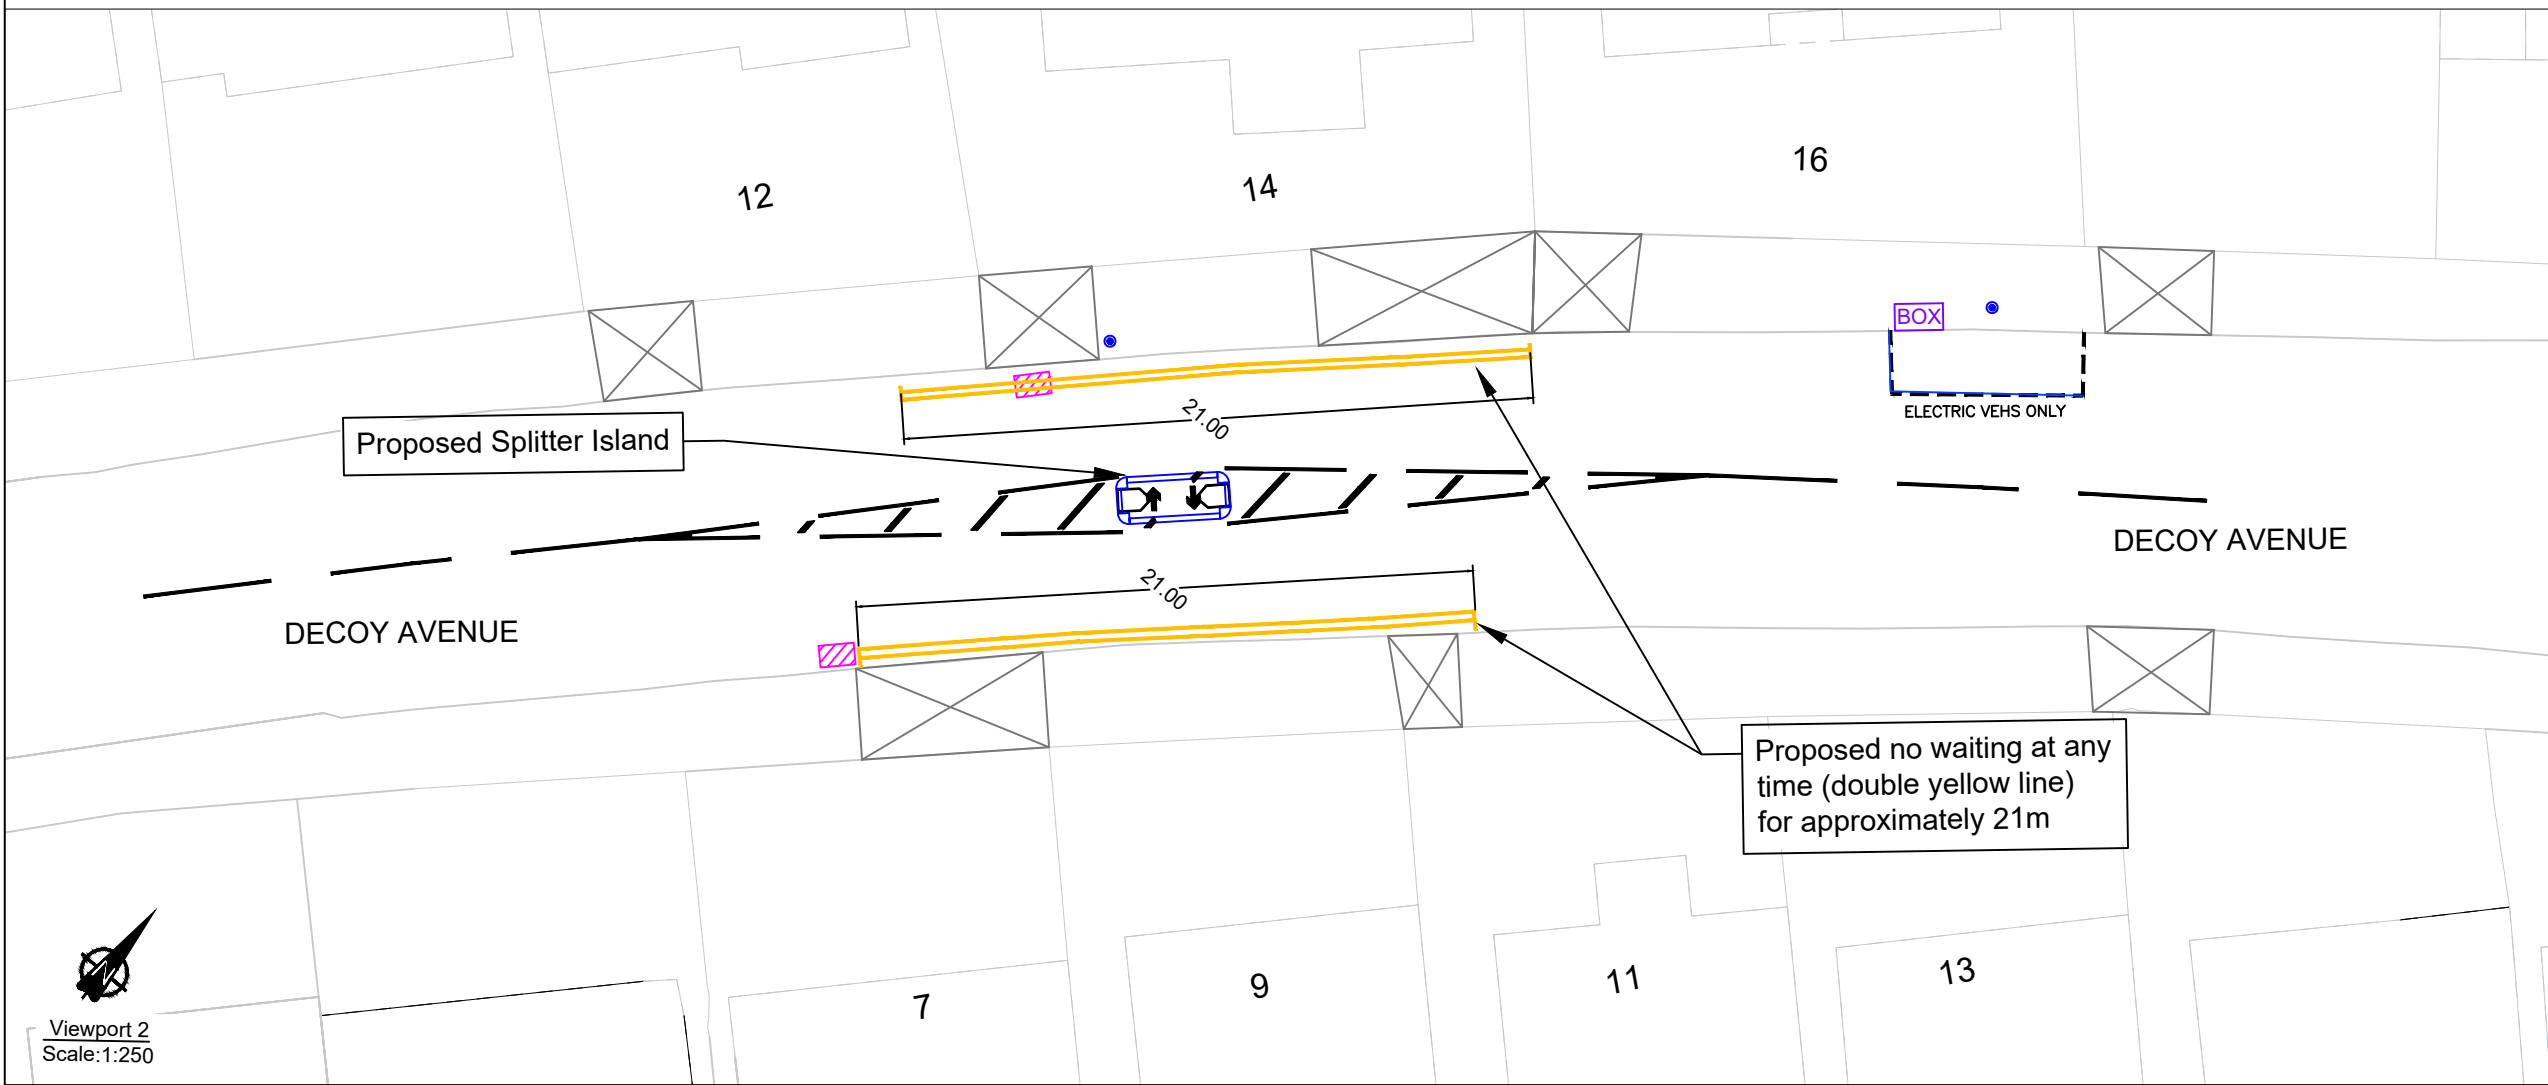 16
14
12
BOX
ELECTRIC VEHS ONLY
21.00
Proposed Splitter Island
DECOY AVENUE
21.00
DECOY AVENUE
Proposed no waiting at any
time (double yellow line)
for approximately 21m
7
9
11
13
Viewport 2
Scale:1:250